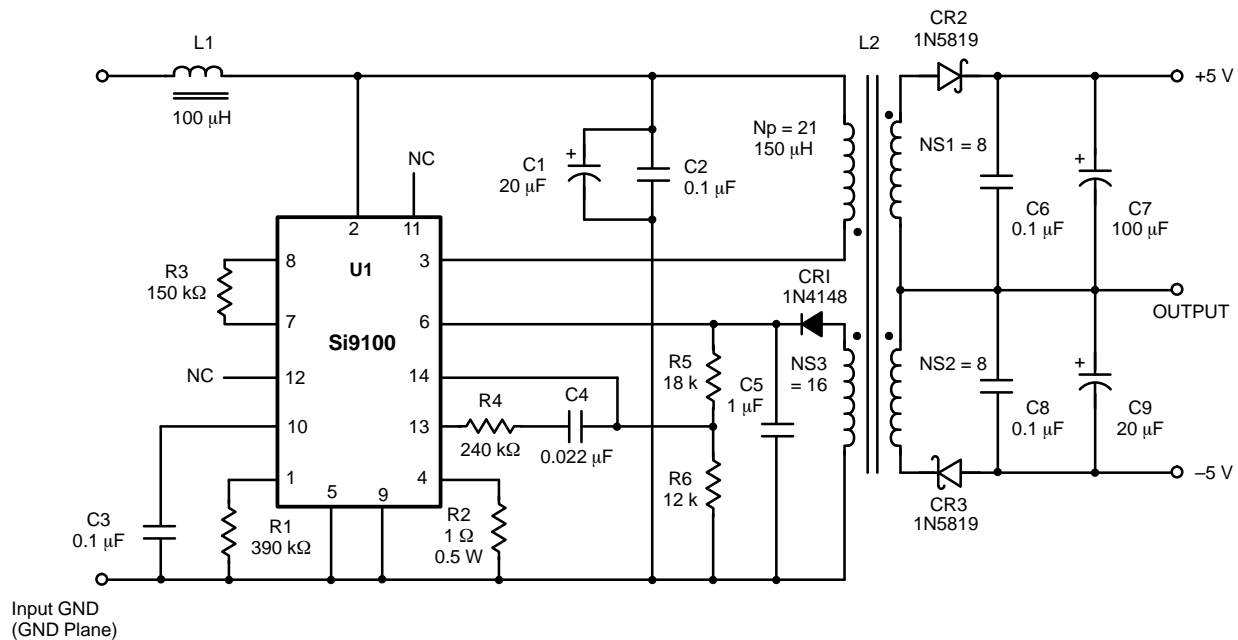 CR2
1N5819
L1
L2
+5 V
100 μH
Np = 21
150 μH
NC
C1
20 μF
+
C2
0.1 μF
NS1 = 8
C6
0.1 μF
+
C7
100 μF
2
11
U1
8
3
R3
150 kΩ
CRI
1N4148
OUTPUT
7
6
Si9100
NS3
= 16
NS2 = 8
R5
18 k
C5
1 μF
NC
12
14
R4
240 kΩ
C4
0.022 μF
+
C8
0.1 μF
C9
20 μF
10
13
R6
12 k
–5 V
1
5
9
4
CR3
1N5819
C3
0.1 μF
R1
390 kΩ
R2
1 Ω
0.5 W
Input GND
(GND Plane)